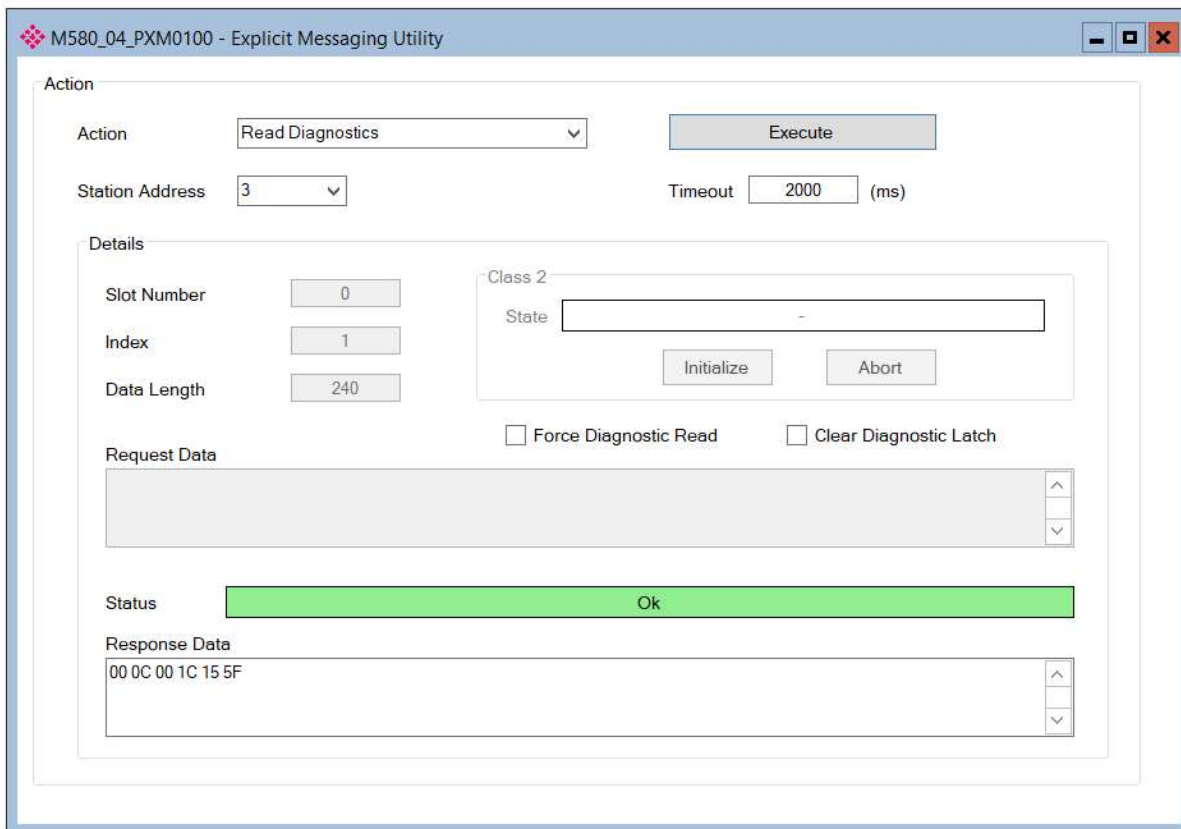 M580_04_PXM0100 - Explicit Messaging Utility
Action
Action Read Diagnostics Execute
Station Address 3 Timeout 2000 (ms)
Details
Slot Number 0
Index 1
Data Length 240
Class 2
State -
Initialize Abort
Force Diagnostic Read Clear Diagnostic Latch
Request Data
Status Ok
Response Data
00 0C 00 1C 15 5F